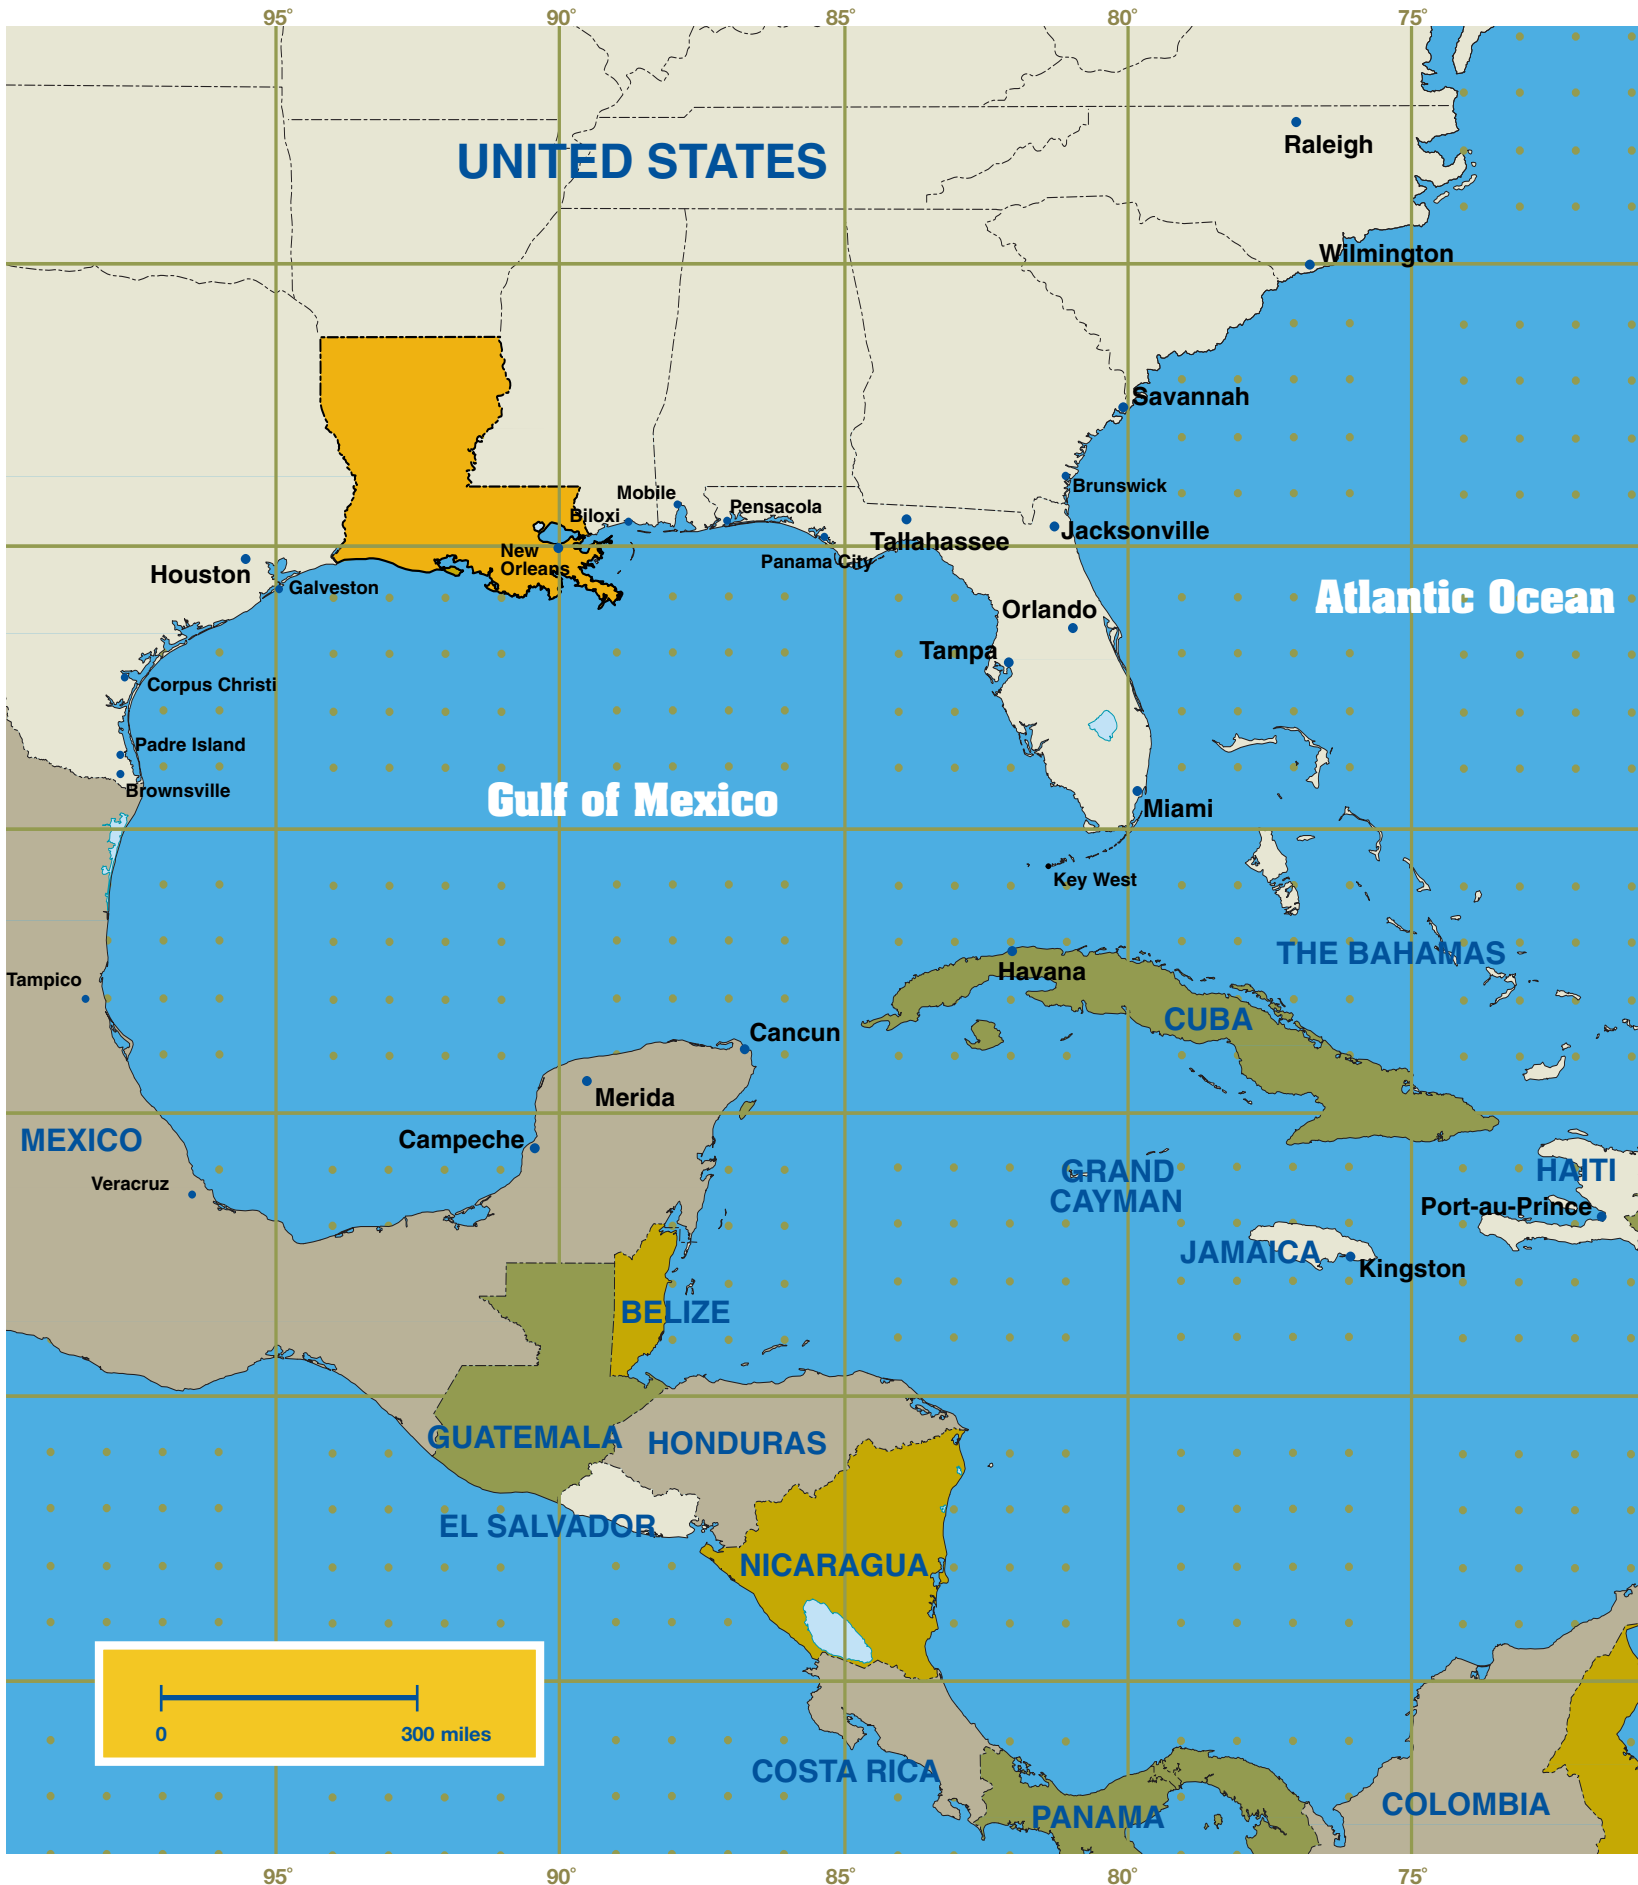 95°
90°
85°
80°
75°
Raleigh
UNITED STATES
Wilmington
Savannah
Brunswick
Mobile
Pensacola
Biloxi
Jacksonville
Tallahassee
New
Orleans
Panama City
Houston
Galveston
Atlantic Ocean
Orlando
Tampa
Corpus Christi
Padre Island
Brownsville
Gulf of Mexico
Miami
Key West
THE BAHAMAS
Havana
Tampico
CUBA
Cancun
Merida
MEXICO
Campeche
Veracruz
GRAND
CAYMAN
HAITI
Port-au-Prince
JAMAICA
Kingston
BELIZE
GUATEMALA
HONDURAS
EL SALVADOR
NICARAGUA
0
300 miles
COSTA RICA
PANAMA
COLOMBIA
95°
90°
85°
80°
75°